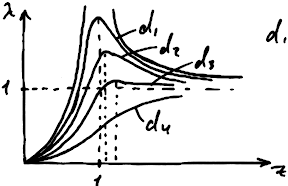 λ
d₁
d₁
d₂
d₃
1
d₄
1
z